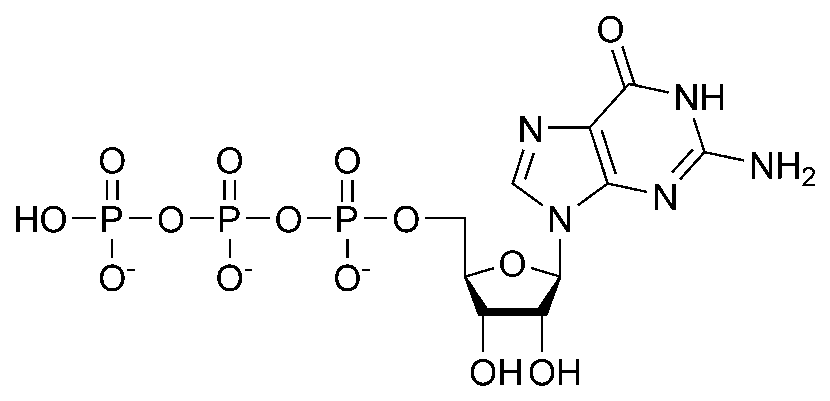 O
N NH
O O O
N N NH2
HO P O P O P O N
O- O- O- O
OH OH